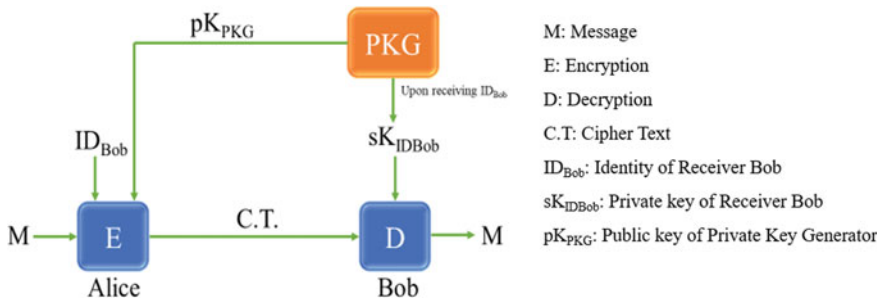 pK_PKG
PKG
Upon receiving ID_Bob
ID_Bob
sK_IDBob
M
E
C.T.
D
M
Alice
Bob
M: Message
E: Encryption
D: Decryption
C.T: Cipher Text
ID_Bob: Identity of Receiver Bob
sK_IDBob: Private key of Receiver Bob
pK_PKG: Public key of Private Key Generator